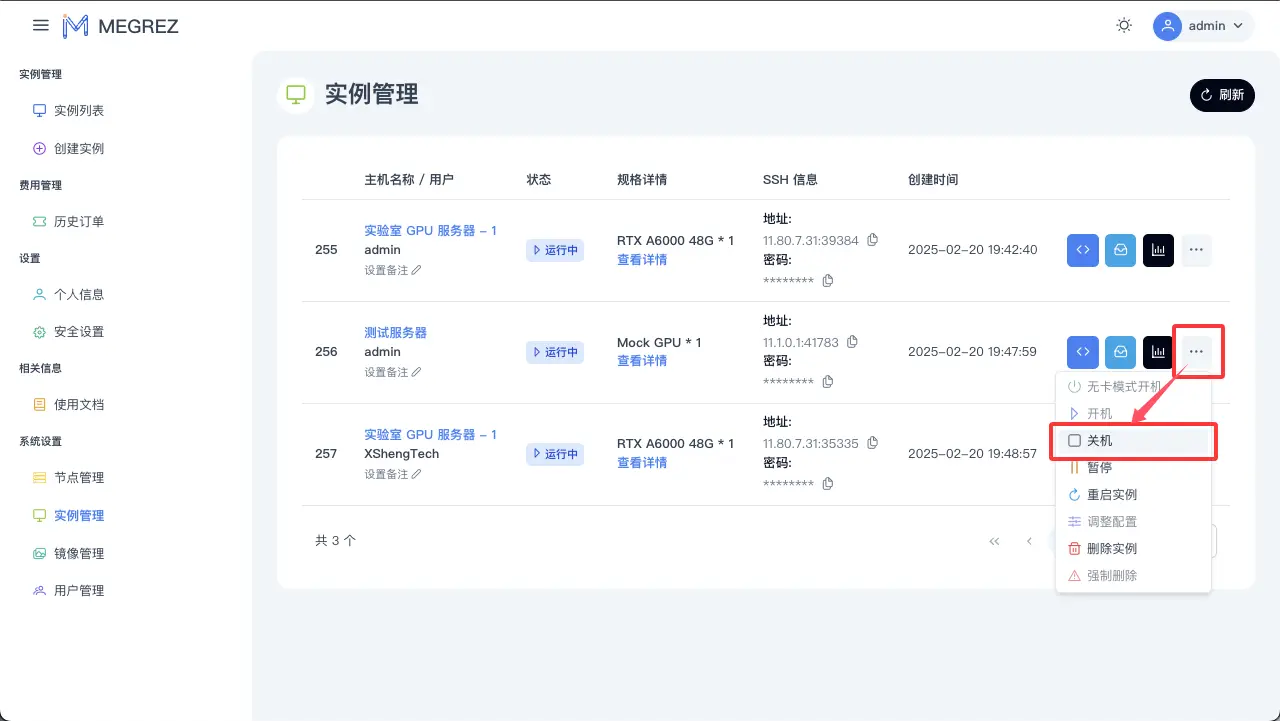 MEGREZ
admin
实例管理
实例列表
创建实例
费用管理
历史订单
设置
个人信息
安全设置
相关信息
使用文档
系统设置
节点管理
实例管理
镜像管理
用户管理
实例管理
刷新
主机名称 / 用户 状态 规格详情 SSH 信息 创建时间
255
实验室 GPU 服务器 – 1
admin
设置备注
运行中
RTX A6000 48G * 1
查看详情
地址:
11.80.7.31:39384
密码:
********
2025-02-20 19:42:40
256
测试服务器
admin
设置备注
运行中
Mock GPU * 1
查看详情
地址:
11.1.0.1:41783
密码:
********
2025-02-20 19:47:59
257
实验室 GPU 服务器 – 1
XShengTech
设置备注
运行中
RTX A6000 48G * 1
查看详情
地址:
11.80.7.31:35335
密码:
********
2025-02-20 19:48:57
无卡模式开机
开机
关机
暂停
重启实例
调整配置
删除实例
强制删除
共 3 个